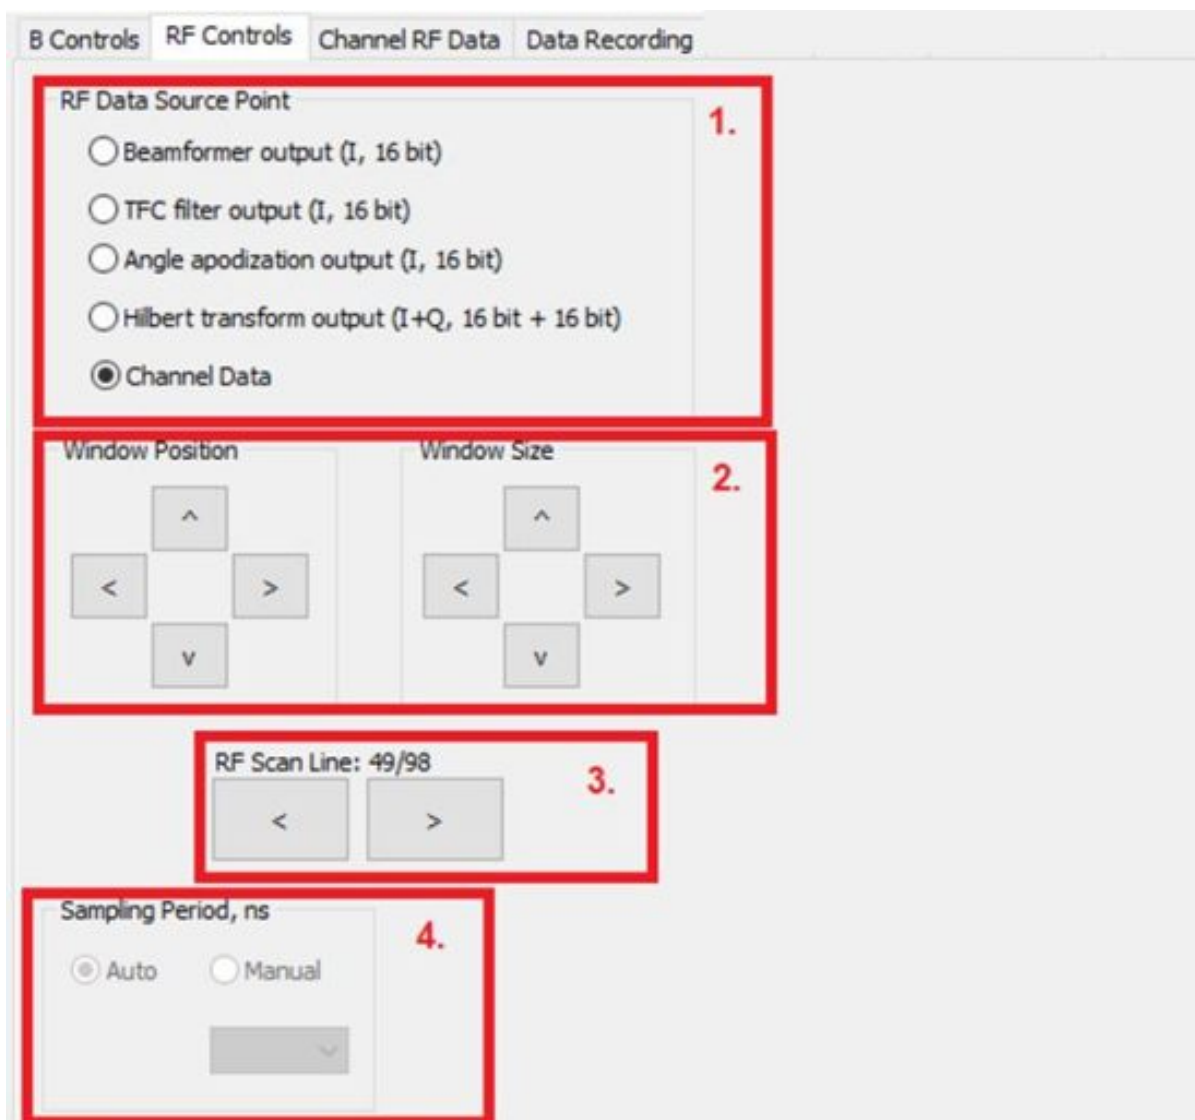 B Controls RF Controls Channel RF Data Data Recording
RF Data Source Point
1.
Beamformer output (I, 16 bit)
TFC filter output (I, 16 bit)
Angle apodization output (I, 16 bit)
Hilbert transform output (I+Q, 16 bit + 16 bit)
Channel Data
Window Position Window Size
2.
^ ^
< > < >
v v
RF Scan Line: 49/98
3.
< >
Sampling Period, ns
4.
Auto Manual